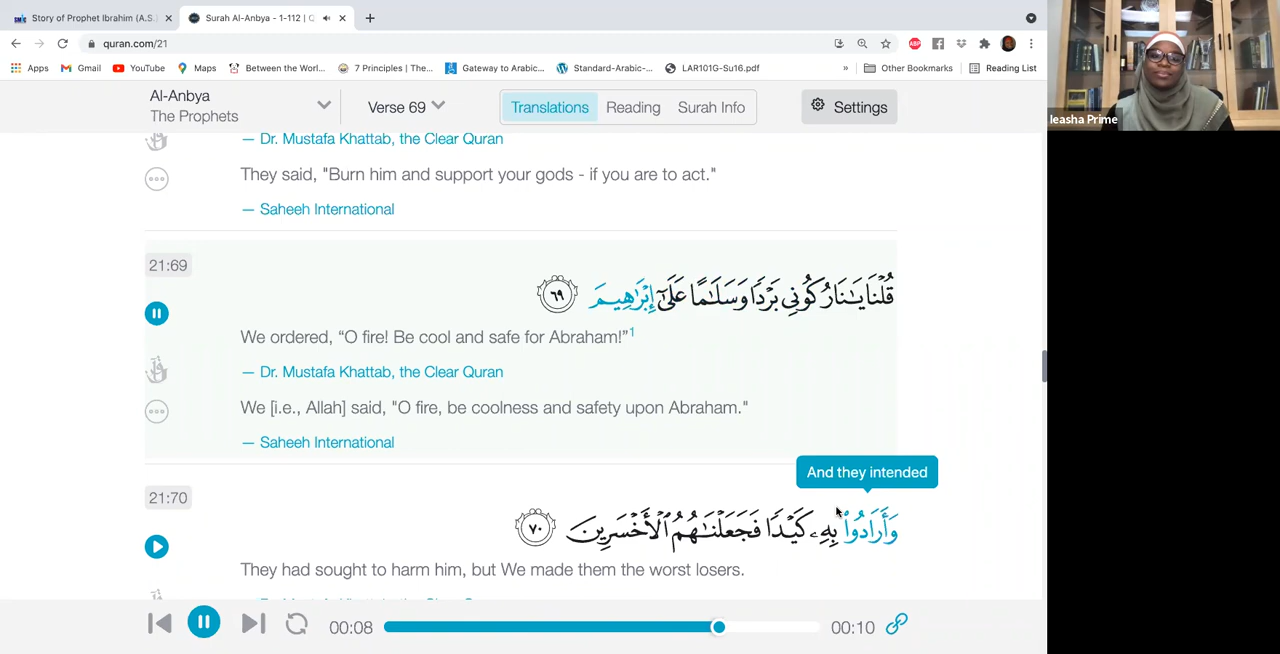 Story of Prophet Ibrahim (A.S.
Surah Al-Anbya - 1-112 | Q
quran.com/21
ABP
Apps
Gmail
YouTube
Maps
Between the Worl...
7 Principles | The...
Gateway to Arabic...
Standard-Arabic-...
LAR101G-Su16.pdf
»
Other Bookmarks
Reading List
Ieasha Prime
Al-Anbya
The Prophets
Verse 69
Translations
Reading
Surah Info
Settings
— Dr. Mustafa Khattab, the Clear Quran
They said, "Burn him and support your gods - if you are to act."
— Saheeh International
21:69
قُلْنَا يَـٰنَارُ كُونِى بَرْدًا وَسَلَـٰمًا عَلَىٰٓ إِبْرَٰهِيمَ ٦٩
We ordered, “O fire! Be cool and safe for Abraham!”1
— Dr. Mustafa Khattab, the Clear Quran
We [i.e., Allah] said, "O fire, be coolness and safety upon Abraham."
— Saheeh International
And they intended
21:70
وَأَرَادُوا۟ بِهِۦ كَيْدًا فَجَعَلْنَـٰهُمُ ٱلْأَخْسَرِينَ ٧٠
They had sought to harm him, but We made them the worst losers.
00:08
00:10